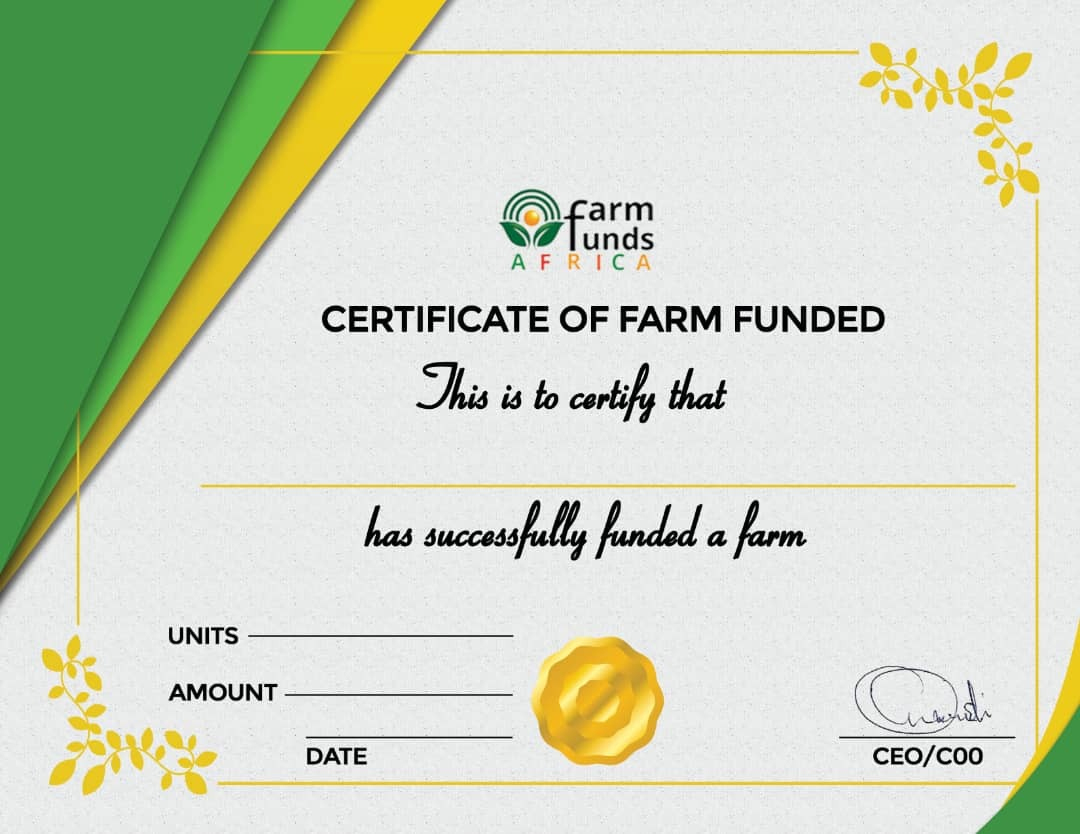 farm
funds
AFRICA
CERTIFICATE OF FARM FUNDED
This is to certify that
has successfully funded a farm
UNITS
AMOUNT
DATE
CEO/C00